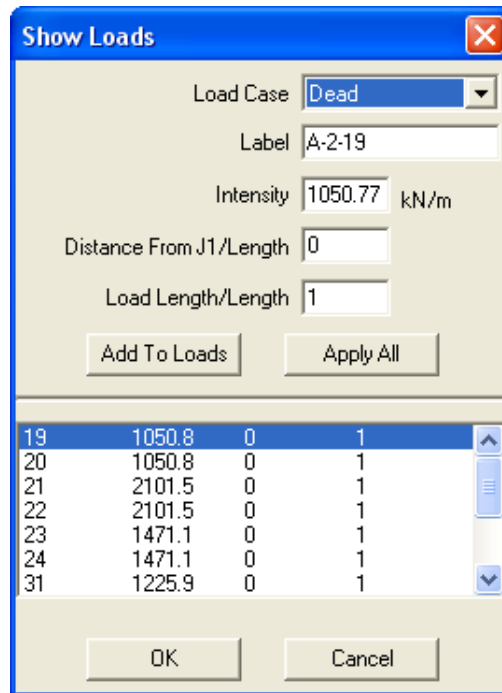 Show Loads
Load Case Dead
Label A-2-19
Intensity 1050.77 kN/m
Distance From J1/Length 0
Load Length/Length 1
Add To Loads Apply All
19 1050.8 0 1
20 1050.8 0 1
21 2101.5 0 1
22 2101.5 0 1
23 1471.1 0 1
24 1471.1 0 1
31 1225.9 0 1
OK Cancel